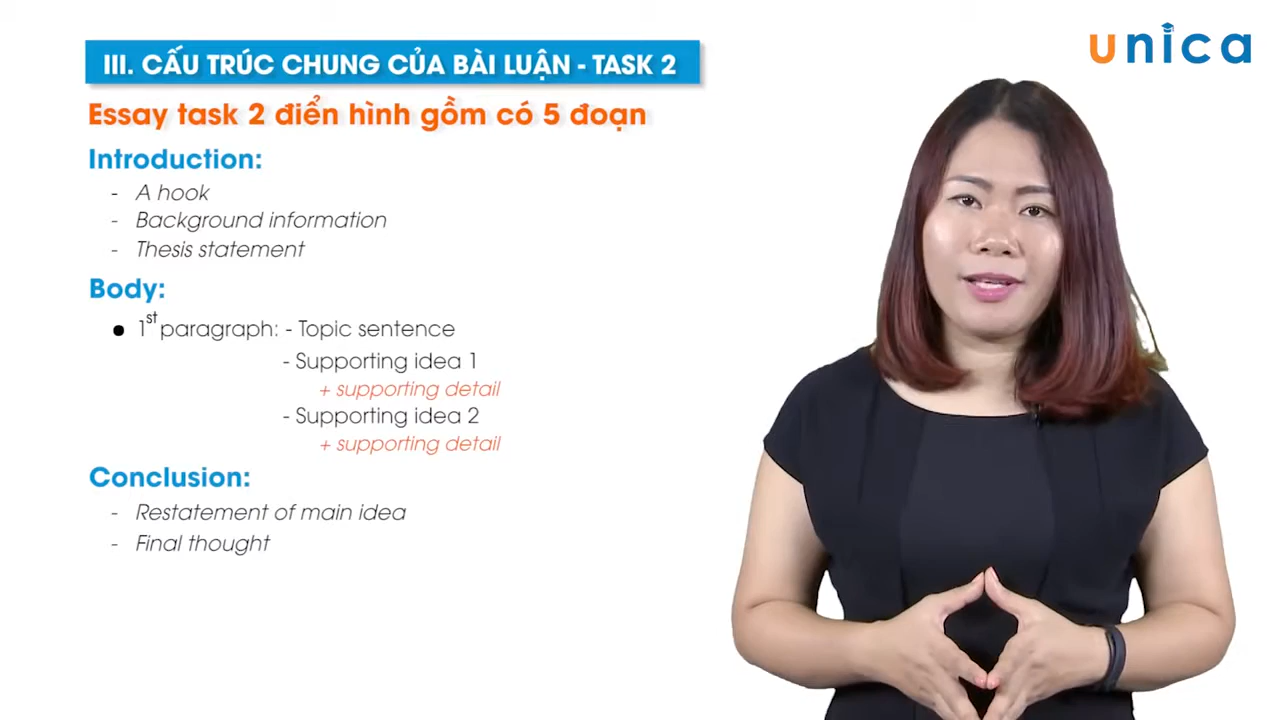 unica
III. CẤU TRÚC CHUNG CỦA BÀI LUẬN - TASK 2
Essay task 2 điển hình gồm có 5 đoạn
Introduction:
- A hook
- Background information
- Thesis statement
Body:
● 1st paragraph: - Topic sentence
- Supporting idea 1
+ supporting detail
- Supporting idea 2
+ supporting detail
Conclusion:
- Restatement of main idea
- Final thought